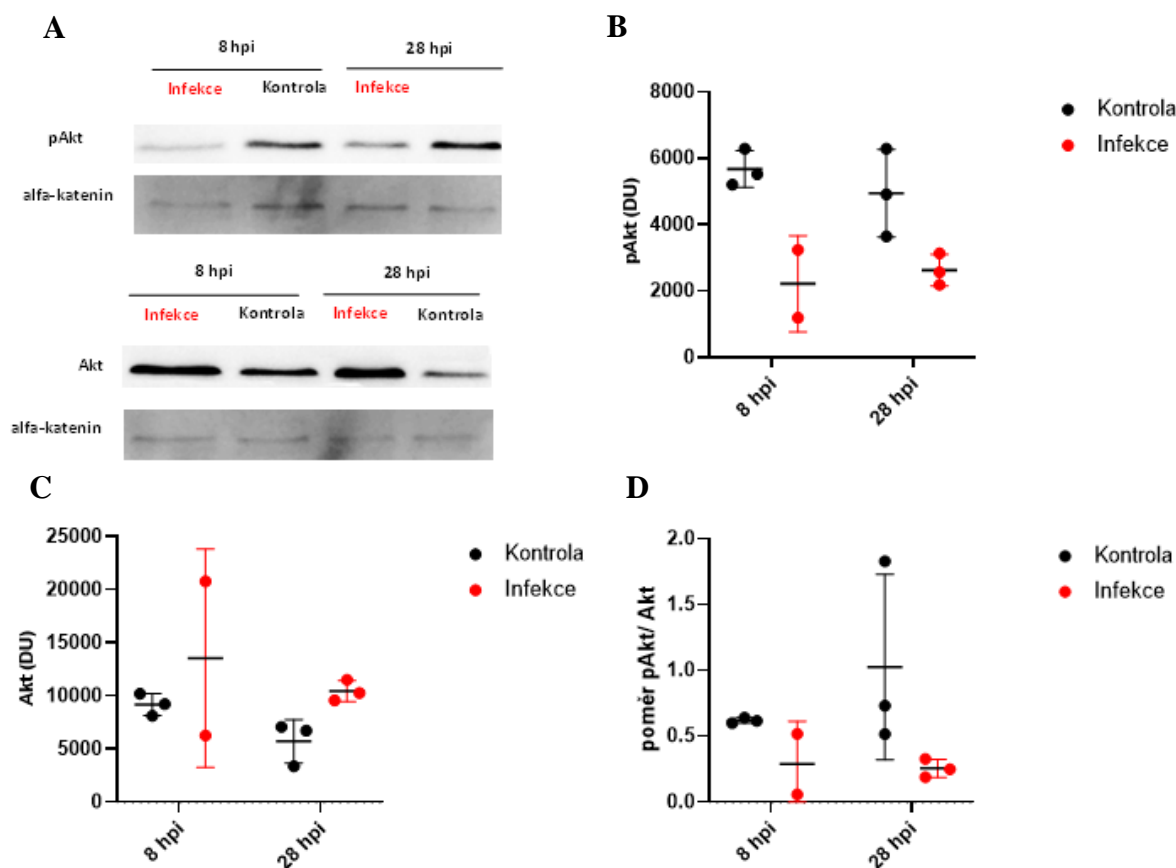 A
8 hpi
28 hpi
Infekce Kontrola Infekce
pAkt
alfa-katenin
8 hpi
28 hpi
Infekce Kontrola Infekce Kontrola
Akt
alfa-katenin
B
8000
6000
4000
2000
0
pAkt (DU)
8 hpi
28 hpi
Kontrola
Infekce
C
25000
20000
15000
10000
5000
0
Akt (DU)
8 hpi
28 hpi
Kontrola
Infekce
D
2.0
1.5
1.0
0.5
0.0
poměr pAkt/ Akt
8 hpi
28 hpi
Kontrola
Infekce